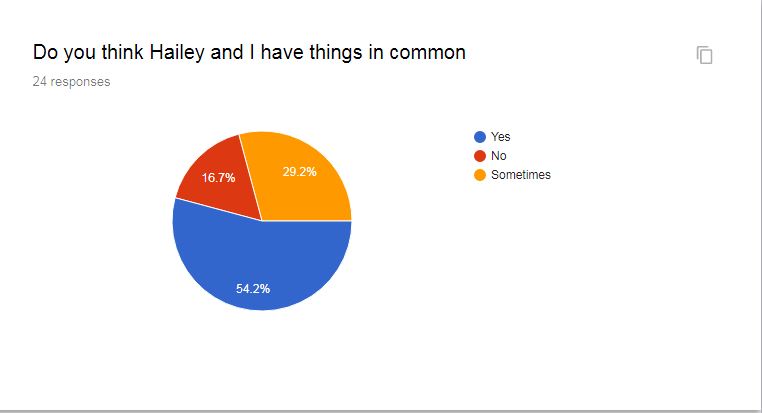 Do you think Hailey and I have things in common
24 responses
Yes
No
Sometimes
29.2%
16.7%
54.2%